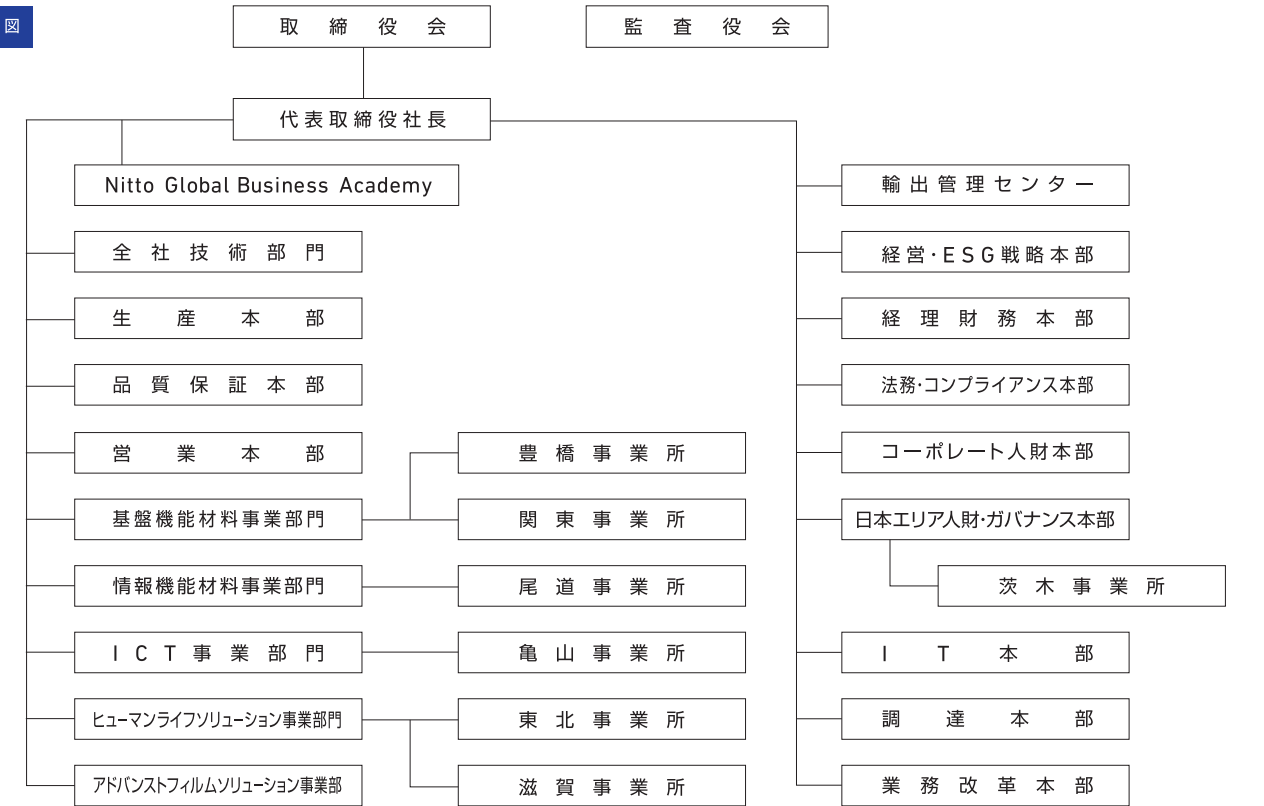 図
取締役会
監査役会
代表取締役社長
Nitto Global Business Academy
全社技術部門
生産本部
品質保証本部
営業本部
基盤機能材料事業部門
情報機能材料事業部門
ICT事業部門
ヒューマンライフソリューション事業部門
アドバンストフィルムソリューション事業部
豊橋事業所
関東事業所
尾道事業所
亀山事業所
東北事業所
滋賀事業所
輸出管理センター
経営・ESG戦略本部
経理財務本部
法務・コンプライアンス本部
コーポレート人財本部
日本エリア人財・ガバナンス本部
茨木事業所
IT本部
調達本部
業務改革本部